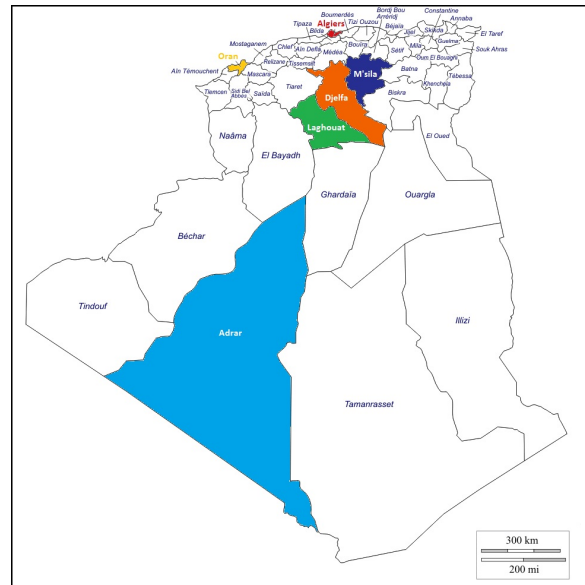 Bordj Bou
Arréridj
Constantine
Boumerdès
Annaba
Tipaza
Algiers
Tizi Ouzou
Béjaïa
Jijel
Skikda
El Taref
Blida
Bouira
Mila
Guelma
Mostaganem
Chlef
Aïn Defla
Médéa
Sétif
Souk Ahras
Oran
Relizane
Tissemsilt
M'sila
Oum El Bouaghi
Aïn Témouchent
Mascara
Batna
Khenchela
Tébessa
Tlemcen
Sidi Bel
Abbès
Saïda
Tiaret
Djelfa
Biskra
Laghouat
Naâma
El Bayadh
El Oued
Ghardaïa
Ouargla
Béchar
Tindouf
Adrar
Illizi
Tamanrasset
300 km
200 mi